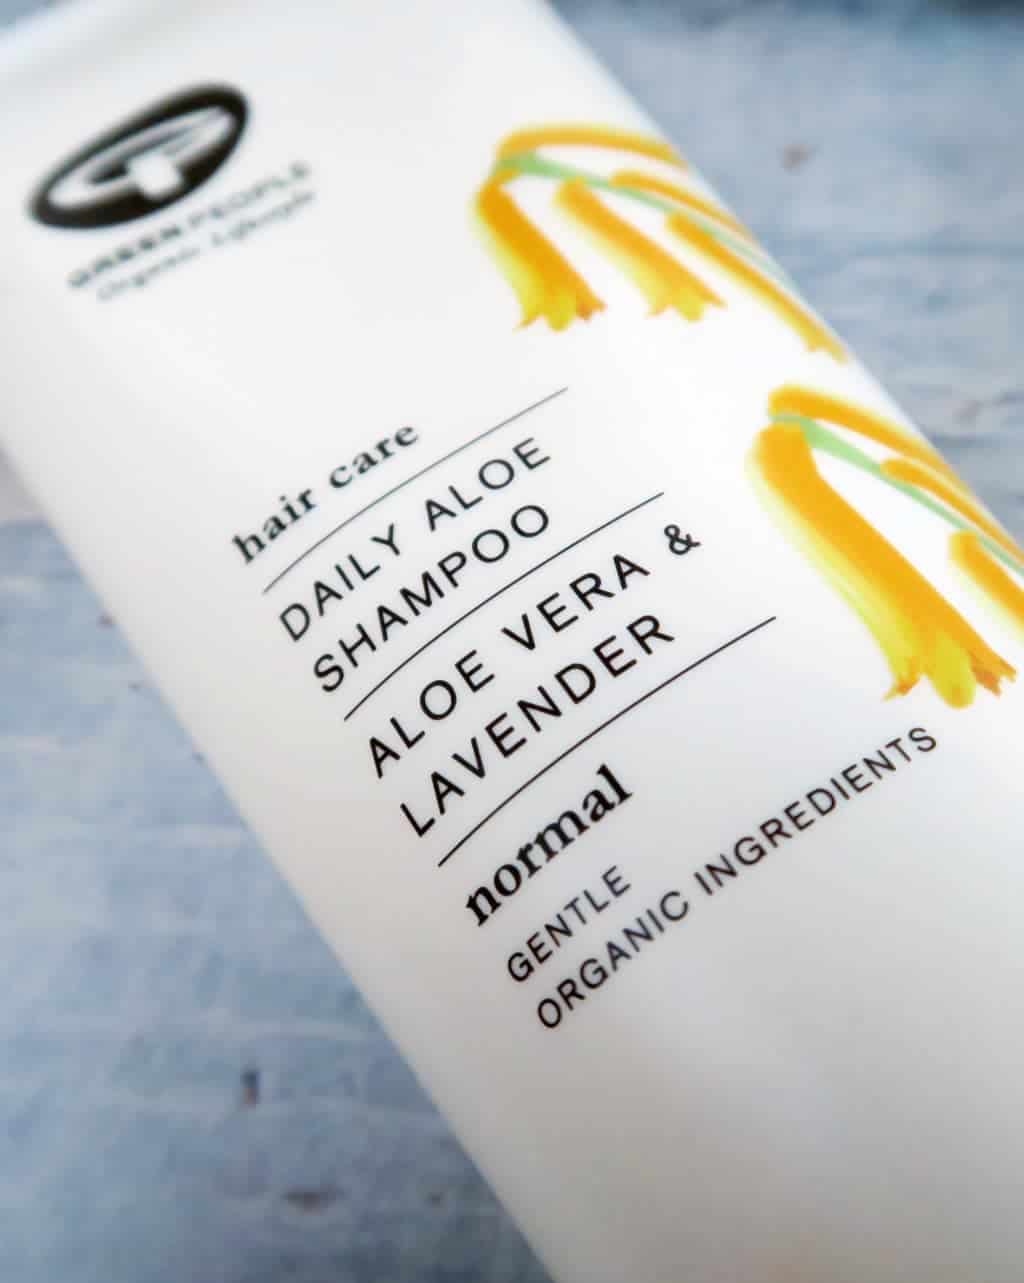 GREEN PEOPLE
Organic Lifestyle
hair care
DAILY ALOE
SHAMPOO
ALOE VERA &
LAVENDER
normal
GENTLE
ORGANIC INGREDIENTS